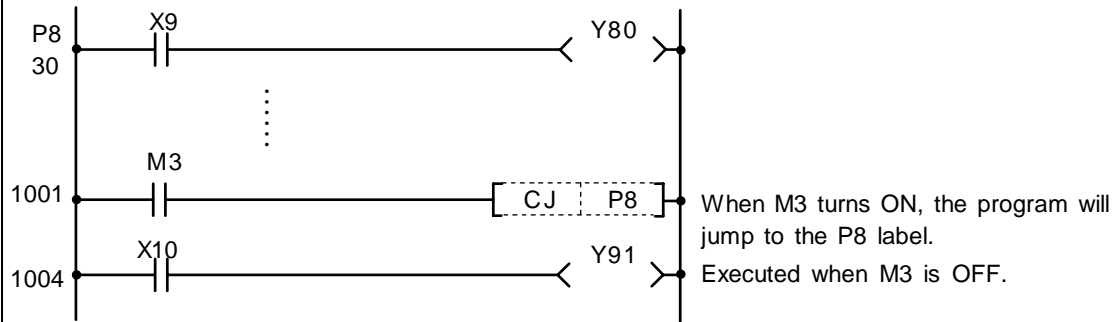 P8
30
X9
Y80
M3
1001
CJ P8
When M3 turns ON, the program will
jump to the P8 label.
X10
1004
Y91
Executed when M3 is OFF.